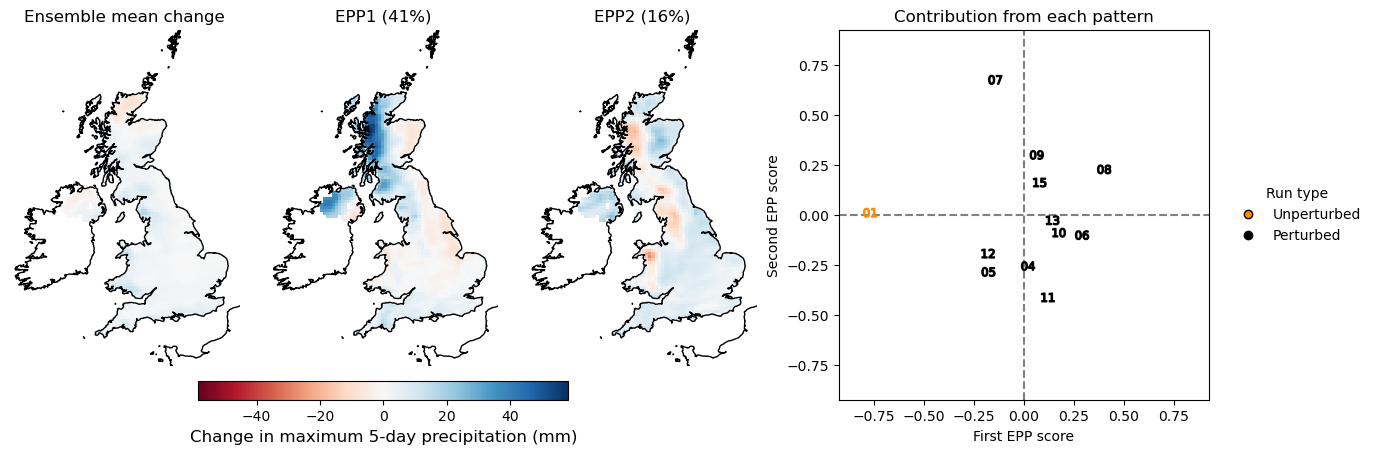 Ensemble mean change
EPP1 (41%)
EPP2 (16%)
Contribution from each pattern
−40 −20 0 20 40
Change in maximum 5-day precipitation (mm)
Second EPP score
0.75
0.50
0.25
0.00
−0.25
−0.50
−0.75
07
09
08
15
01
13
10
06
12
04
05
11
−0.75 −0.50 −0.25 0.00 0.25 0.50 0.75
First EPP score
Run type
Unperturbed
Perturbed